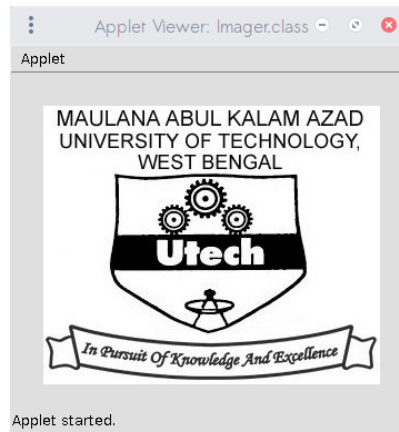 Applet Viewer: Imager.class
Applet
MAULANA ABUL KALAM AZAD
UNIVERSITY OF TECHNOLOGY,
WEST BENGAL
Utech
In Pursuit Of Knowledge And Excellence
Applet started.